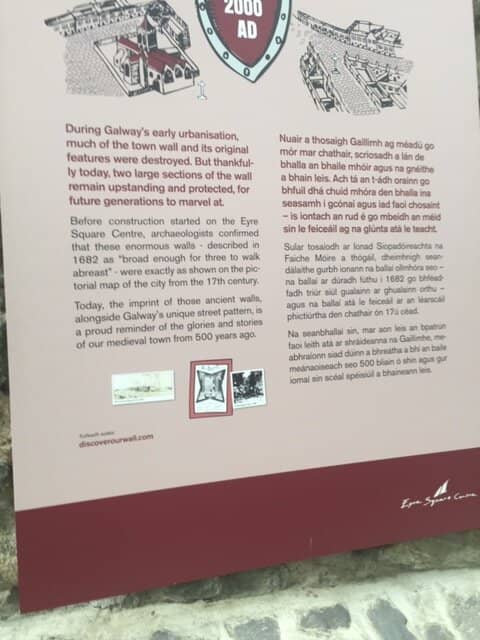 2000
AD
During Galway's early urbanisation,
much of the town wall and its original
features were destroyed. But thankful-
ly today, two large sections of the wall
remain upstanding and protected, for
future generations to marvel at.
Before construction started on the Eyre
Square Centre, archaeologists confirmed
that these enormous walls - described in
1682 as "broad enough for three to walk
abreast" - were exactly as shown on the pic-
torial map of the city from the 17th century.
Today, the imprint of those ancient walls,
alongside Galway's unique street pattern, is
a proud reminder of the glories and stories
of our medieval town from 500 years ago.
discoverourwall.com
Nuair a thosaigh Gaillimh ag méadú go
mór mar chathair, scriosadh a lán de
bhalla an bhaile mhóir agus na gnéithe
a bhain leis. Ach tá an t-ádh orainn go
bhfuil dhá chuid mhóra den bhalla ina
seasamh i gcónaí agus iad faoi chosaint
– is iontach an rud é go mbeidh an méid
sin le feiceáil ag na glúnta atá le teacht.
Sular tosaíodh ar Ionad Siopadóireachta na
Faiche Móire a thógáil, dheimhnigh sean-
dálaithe gurbh ionann na ballaí ollmhóra seo –
na ballaí ar dúradh fúthu i 1682 go bhféad-
fadh triúr siúl gualainn ar ghualainn orthu –
agus na ballaí atá le feiceáil ar an léarscáil
phictiúrtha den chathair ón 17ú céad.
Na seanbhallaí sin, mar aon leis an bpatrún
faoi leith atá ar shráideanna na Gaillimhe, me-
abhraíonn siad dúinn a bhreátha a bhí an baile
meánaoiseach seo 500 bliain ó shin agus gur
iomaí sin scéal spéisiúil a bhaineann leis.
Eyre Square Centre